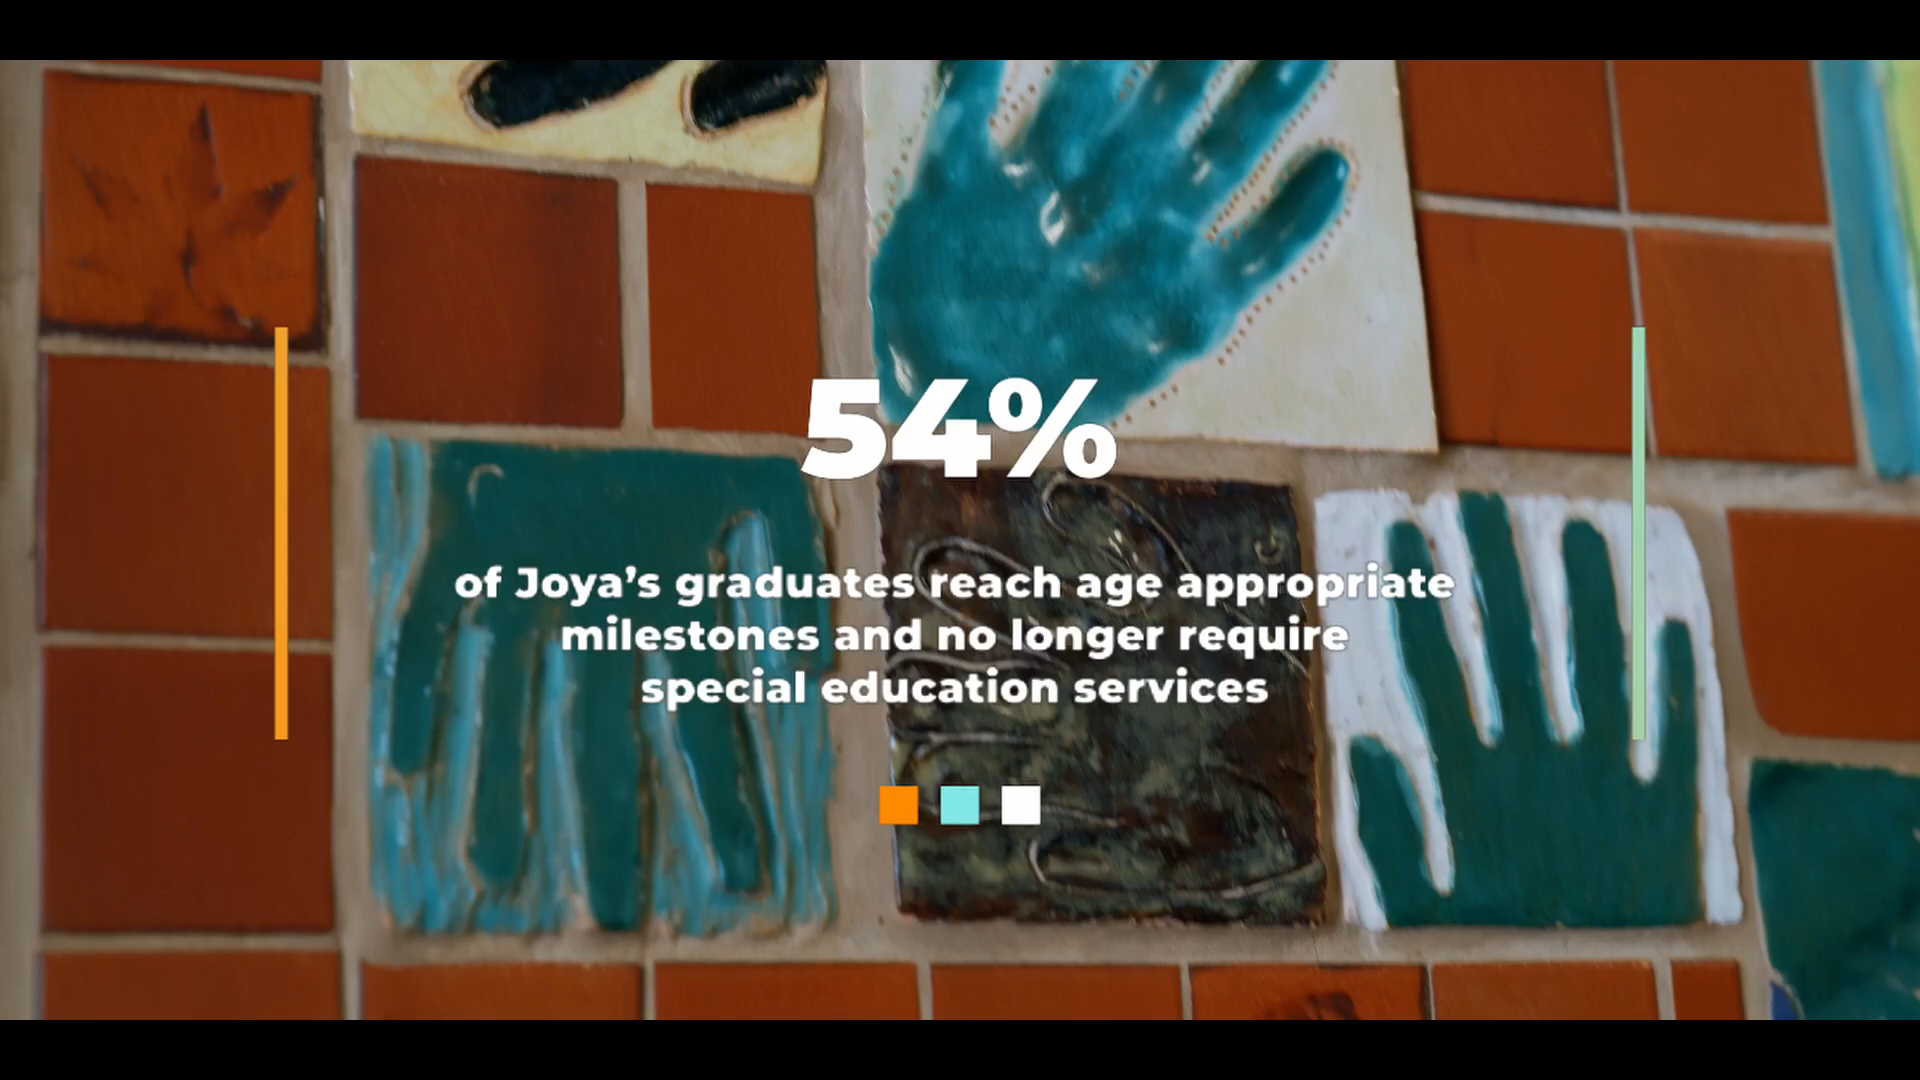 54%
of Joya’s graduates reach age appropriate
milestones and no longer require
special education services